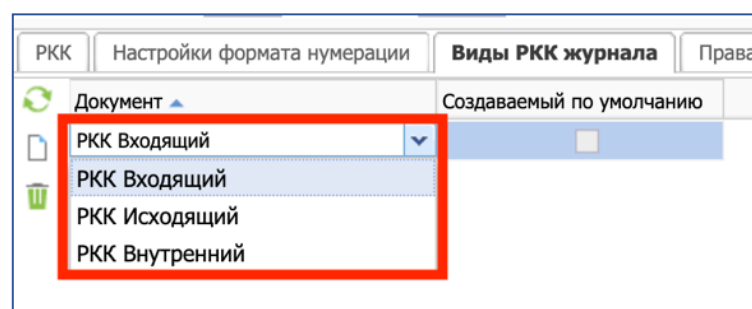 РКК Настройки формата нумерации Виды РКК журнала Права
Документ Создаваемый по умолчанию
РКК Входящий
РКК Входящий
РКК Исходящий
РКК Внутренний